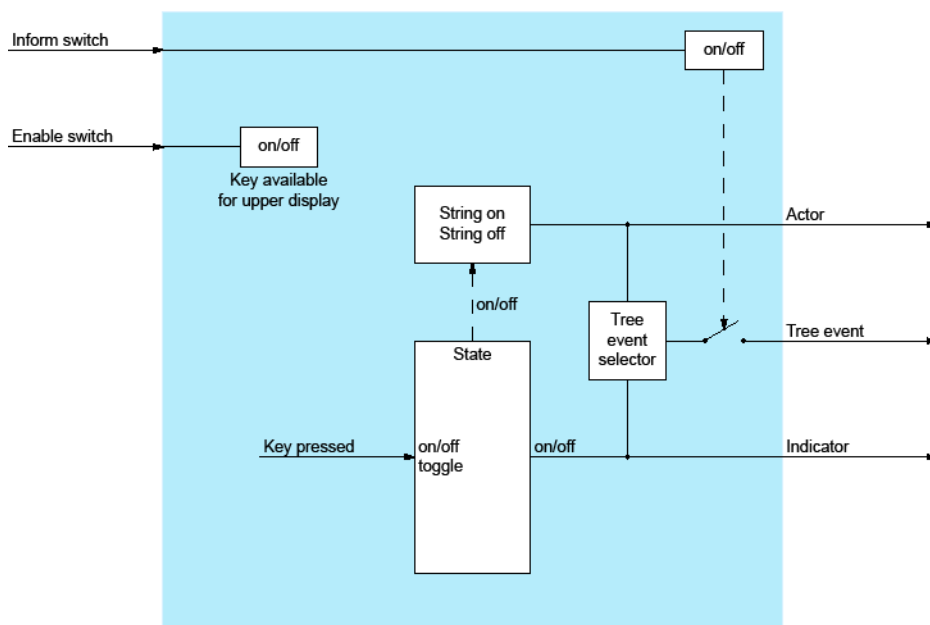 Inform switch
on/off
Enable switch
on/off
Key available
for upper display
String on
String off
Actor
on/off
Tree
event
selector
Tree event
State
Key pressed
on/off
toggle
on/off
Indicator